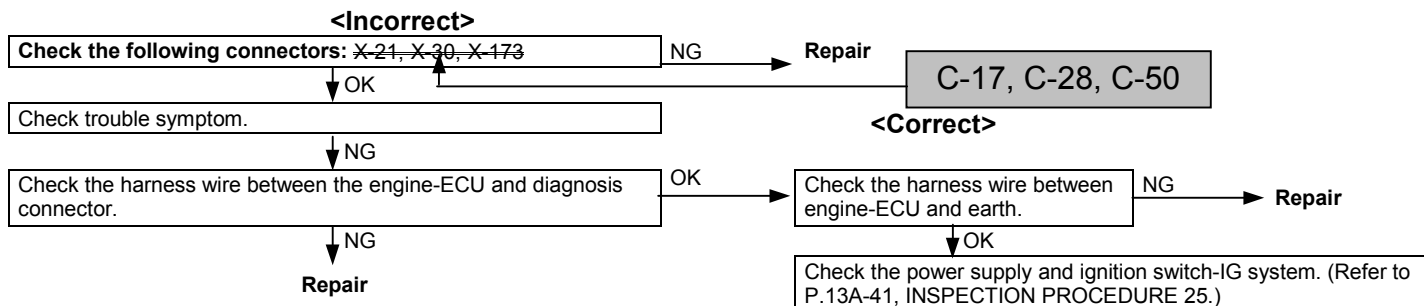 <Incorrect>
Check the following connectors: X-21, X-30, X-173
NG
Repair
C-17, C-28, C-50
<Correct>
OK
Check trouble symptom.
NG
Check the harness wire between the engine-ECU and diagnosis
connector.
OK
Check the harness wire between
engine-ECU and earth.
NG
Repair
NG
Repair
OK
Check the power supply and ignition switch-IG system. (Refer to
P.13A-41, INSPECTION PROCEDURE 25.)